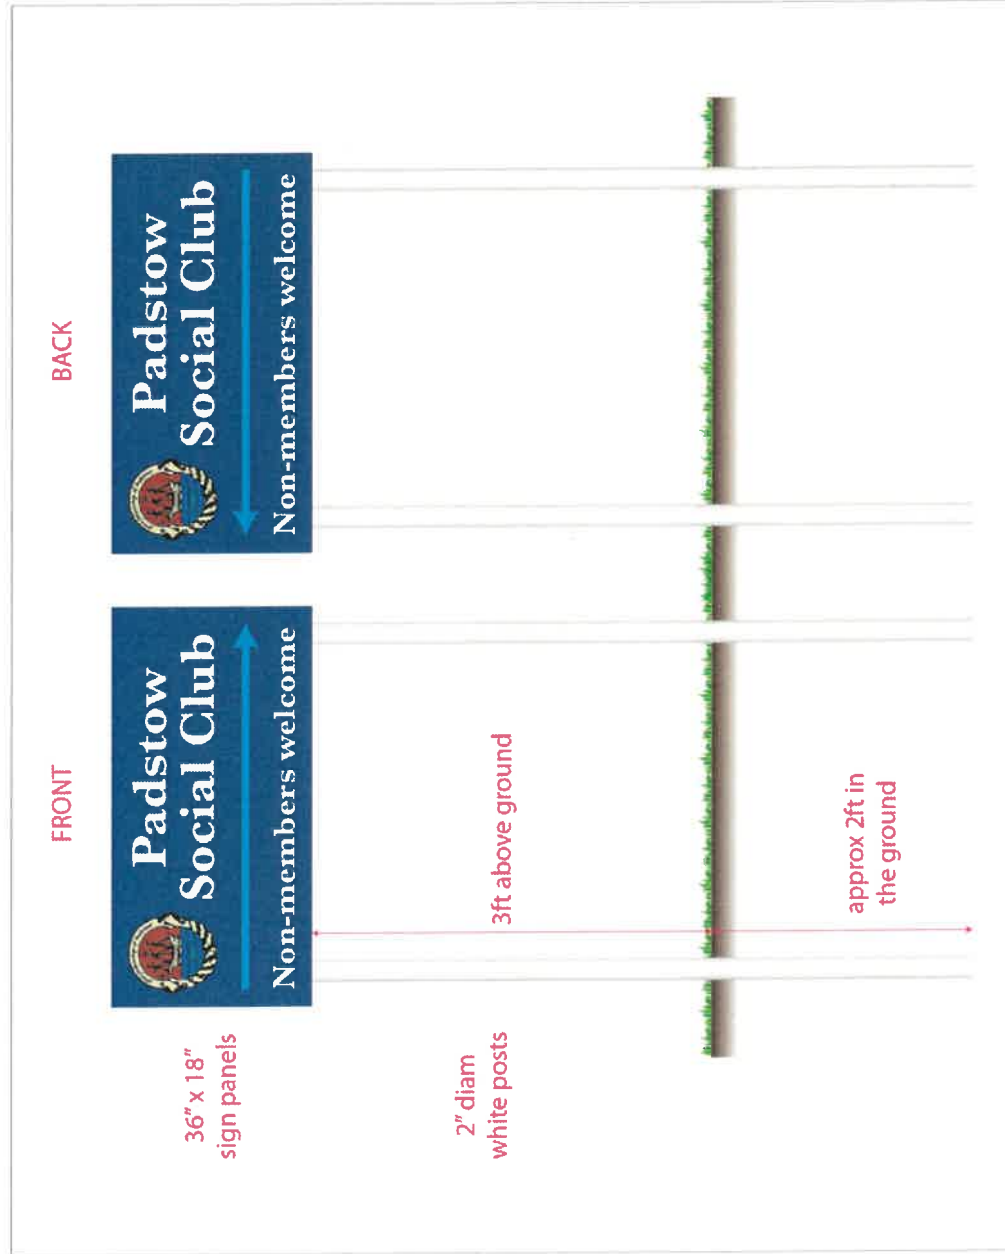 FRONT
BACK
36" x 18"
sign panels
Padstow
Social Club
Non-members welcome
Padstow
Social Club
Non-members welcome
2" diam
white posts
3ft above ground
approx 2ft in
the ground